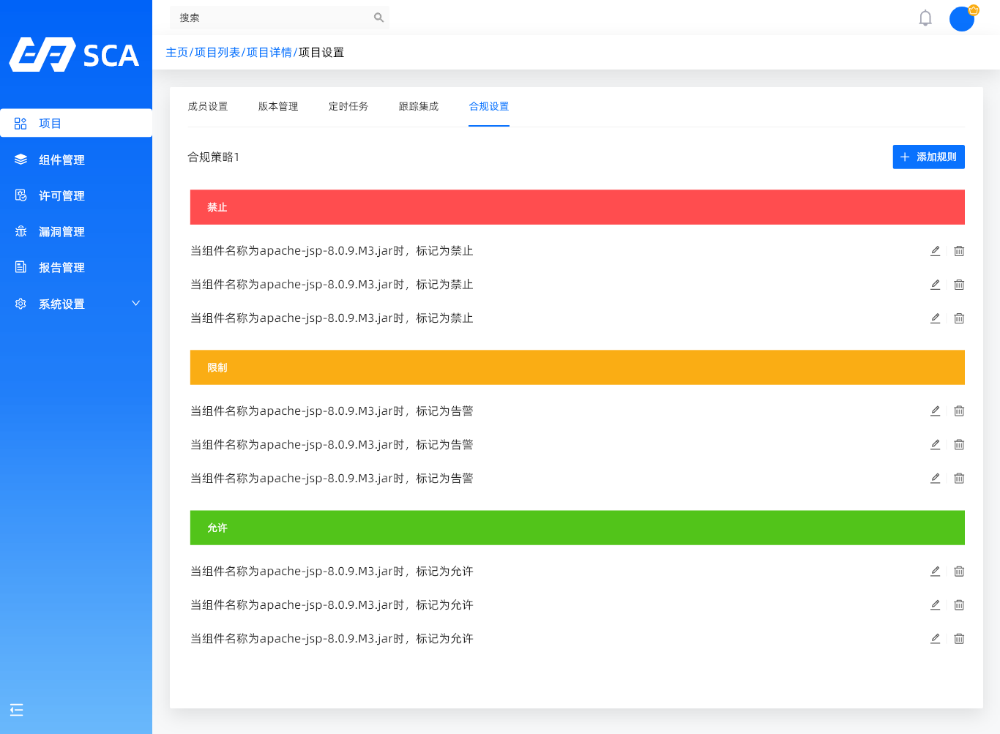 SCA
项目
组件管理
许可管理
漏洞管理
报告管理
系统设置
搜索
主页/项目列表/项目详情/项目设置
成员设置 版本管理 定时任务 跟踪集成 合规设置
合规策略1
添加规则
禁止
当组件名称为apache-jsp-8.0.9.M3.jar时，标记为禁止
当组件名称为apache-jsp-8.0.9.M3.jar时，标记为禁止
当组件名称为apache-jsp-8.0.9.M3.jar时，标记为禁止
限制
当组件名称为apache-jsp-8.0.9.M3.jar时，标记为告警
当组件名称为apache-jsp-8.0.9.M3.jar时，标记为告警
当组件名称为apache-jsp-8.0.9.M3.jar时，标记为告警
允许
当组件名称为apache-jsp-8.0.9.M3.jar时，标记为允许
当组件名称为apache-jsp-8.0.9.M3.jar时，标记为允许
当组件名称为apache-jsp-8.0.9.M3.jar时，标记为允许